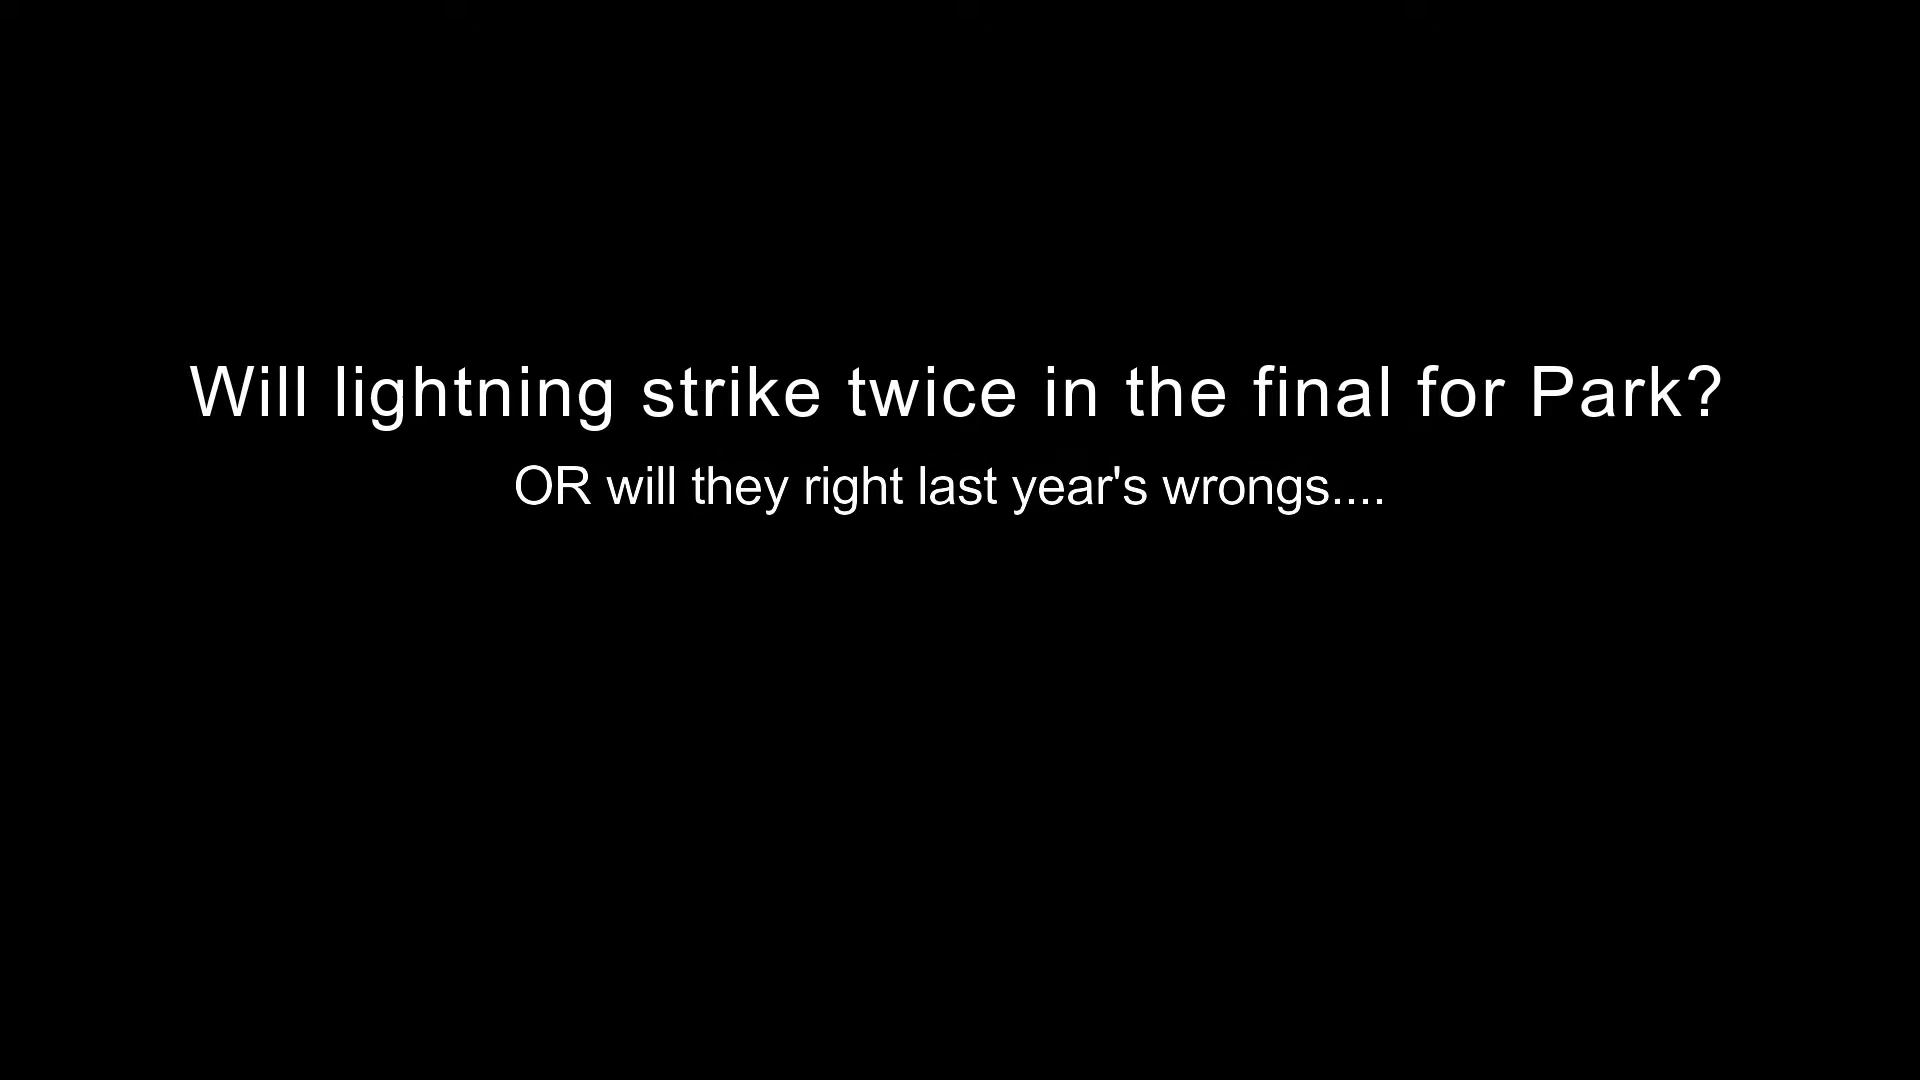 Will lightning strike twice in the final for Park?
OR will they right last year's wrongs....